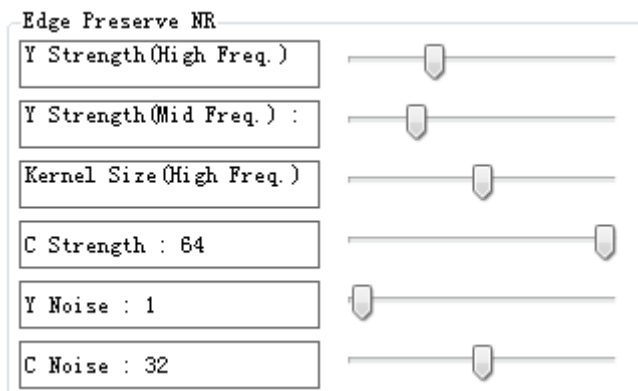 Edge Preserve NR
Y Strength(High Freq.)
Y Strength(Mid Freq.) :
Kernel Size(High Freq.)
C Strength : 64
Y Noise : 1
C Noise : 32